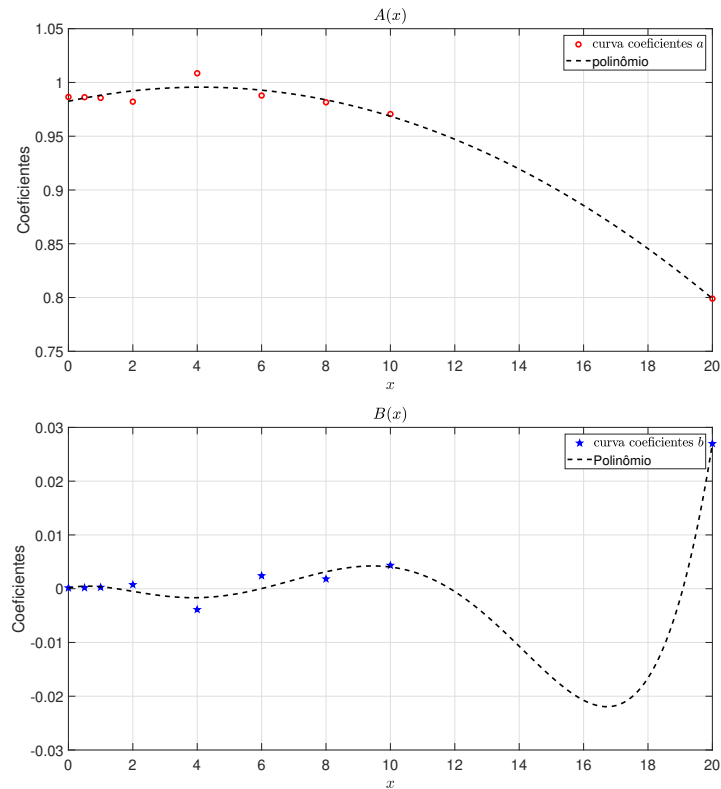 A(x)
1.05
1
0.95
0.9
0.85
0.8
0.75
Coeficientes
curva coeficientes a
polinômio
0 2 4 6 8 10 12 14 16 18 20
x
B(x)
0.03
0.02
0.01
0
-0.01
-0.02
-0.03
Coeficientes
curva coeficientes b
Polinômio
0 2 4 6 8 10 12 14 16 18 20
x